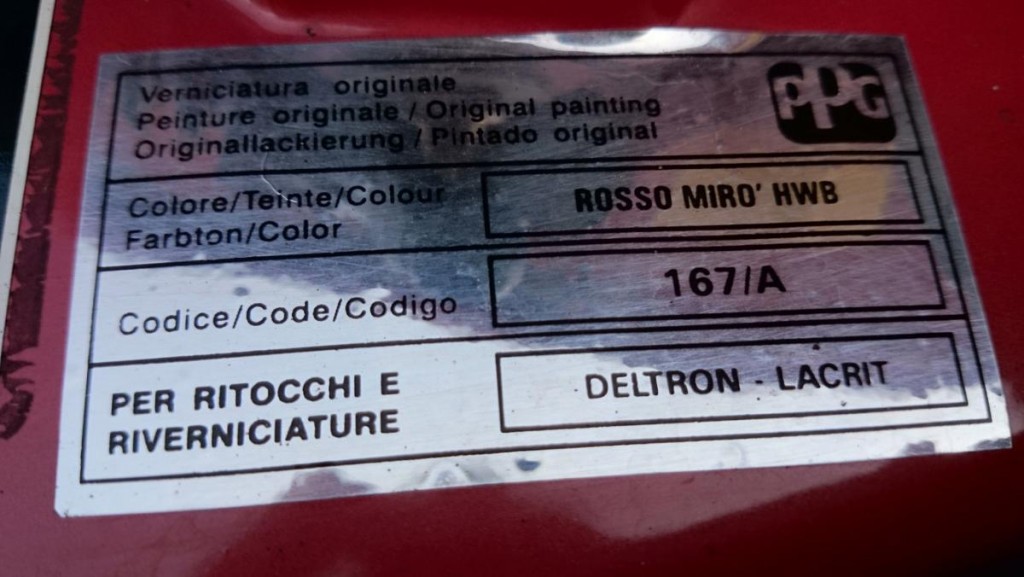 Verniciatura originale
Peinture originale / Original painting
Originallackierung / Pintado original
PPG
Colore/Teinte/Colour
Farbton/Color
ROSSO MIRO' HWB
Codice/Code/Codigo
167/A
PER RITOCCHI E
RIVERNICIATURE
DELTRON - LACRIT